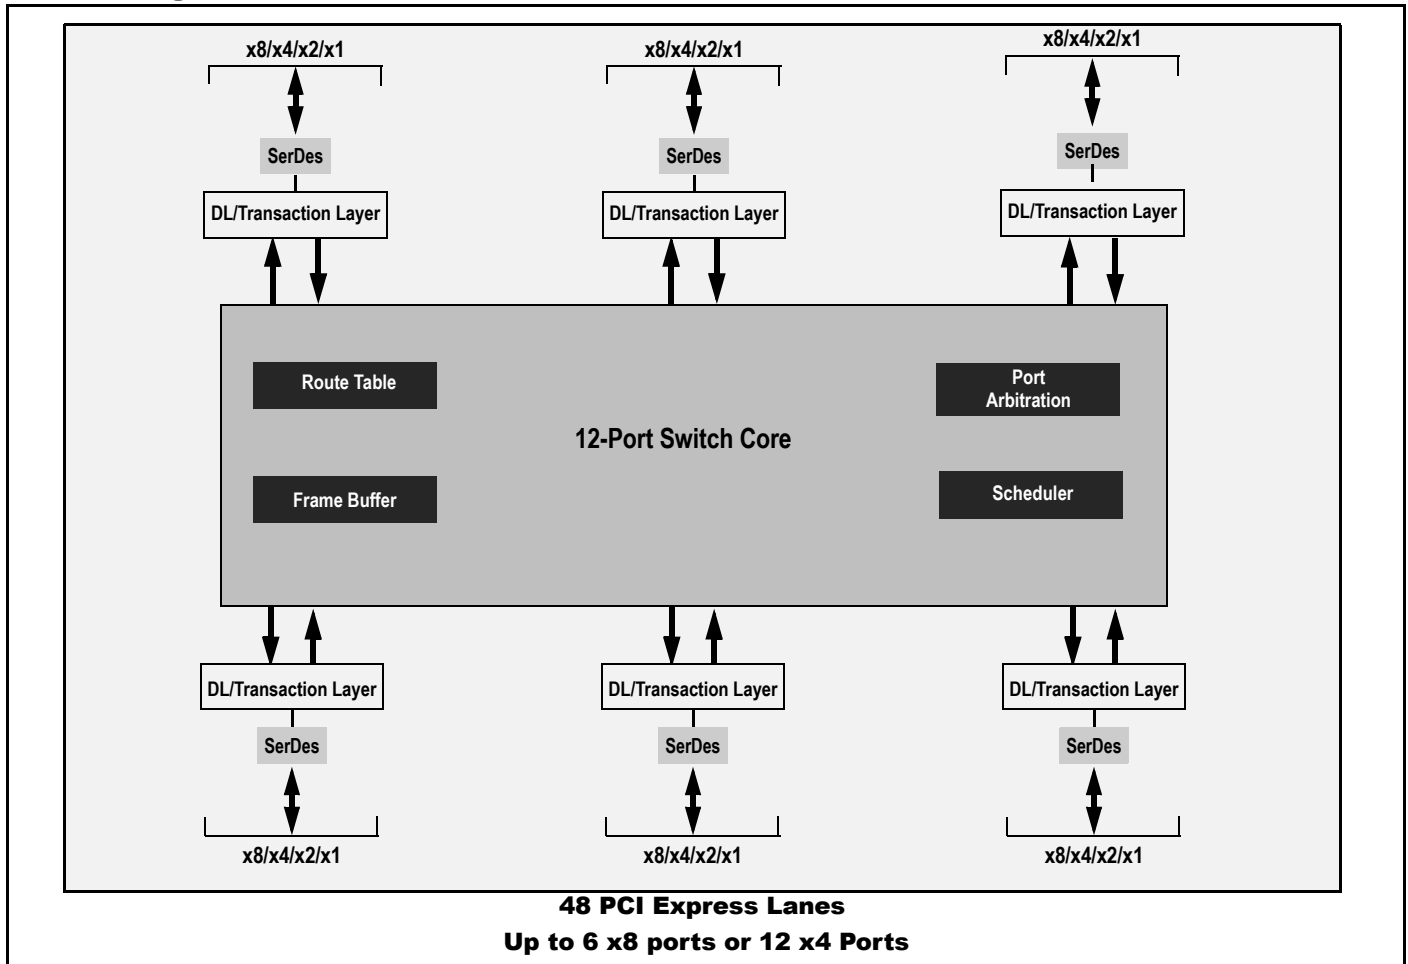 x8/x4/x2/x1
x8/x4/x2/x1
x8/x4/x2/x1
SerDes
SerDes
SerDes
DL/Transaction Layer
DL/Transaction Layer
DL/Transaction Layer
Route Table
Port
Arbitration
12-Port Switch Core
Frame Buffer
Scheduler
DL/Transaction Layer
DL/Transaction Layer
DL/Transaction Layer
SerDes
SerDes
SerDes
x8/x4/x2/x1
x8/x4/x2/x1
x8/x4/x2/x1
48 PCI Express Lanes
Up to 6 x8 ports or 12 x4 Ports